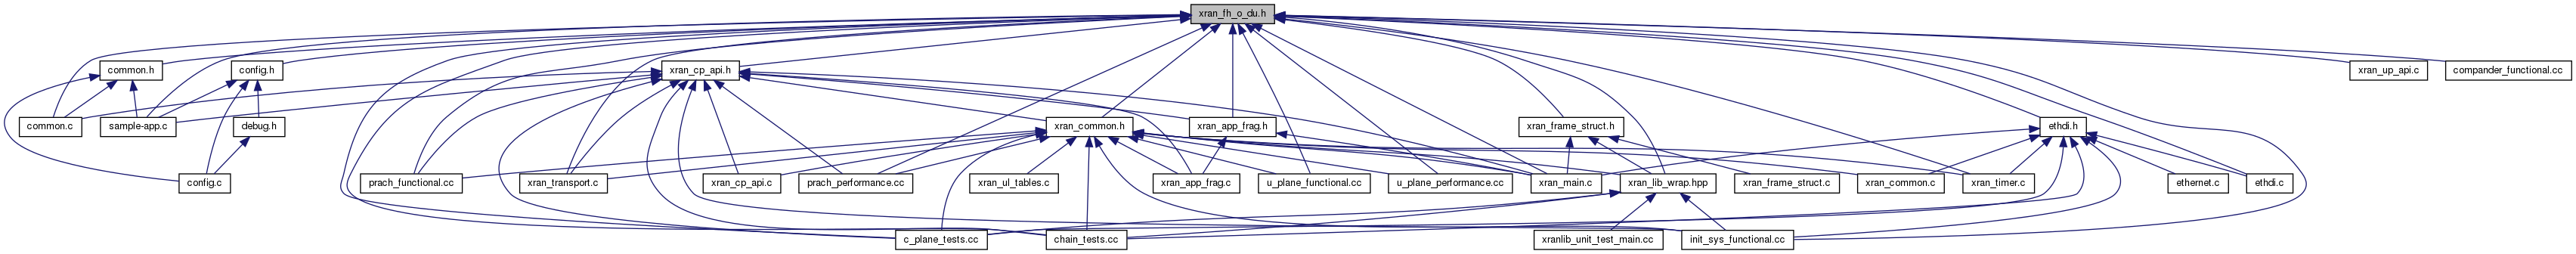 xran_fh_o_du.h
common.h
config.h
xran_cp_api.h
xran_up_api.c
compander_functional.cc
common.c
sample-app.c
debug.h
xran_common.h
xran_app_frag.h
xran_frame_struct.h
ethdi.h
config.c
prach_functional.cc
xran_transport.c
xran_cp_api.c
prach_performance.cc
xran_ul_tables.c
xran_app_frag.c
u_plane_functional.cc
u_plane_performance.cc
xran_main.c
xran_lib_wrap.hpp
xran_frame_struct.c
xran_common.c
xran_timer.c
ethernet.c
ethdi.c
c_plane_tests.cc
chain_tests.cc
xranlib_unit_test_main.cc
init_sys_functional.cc